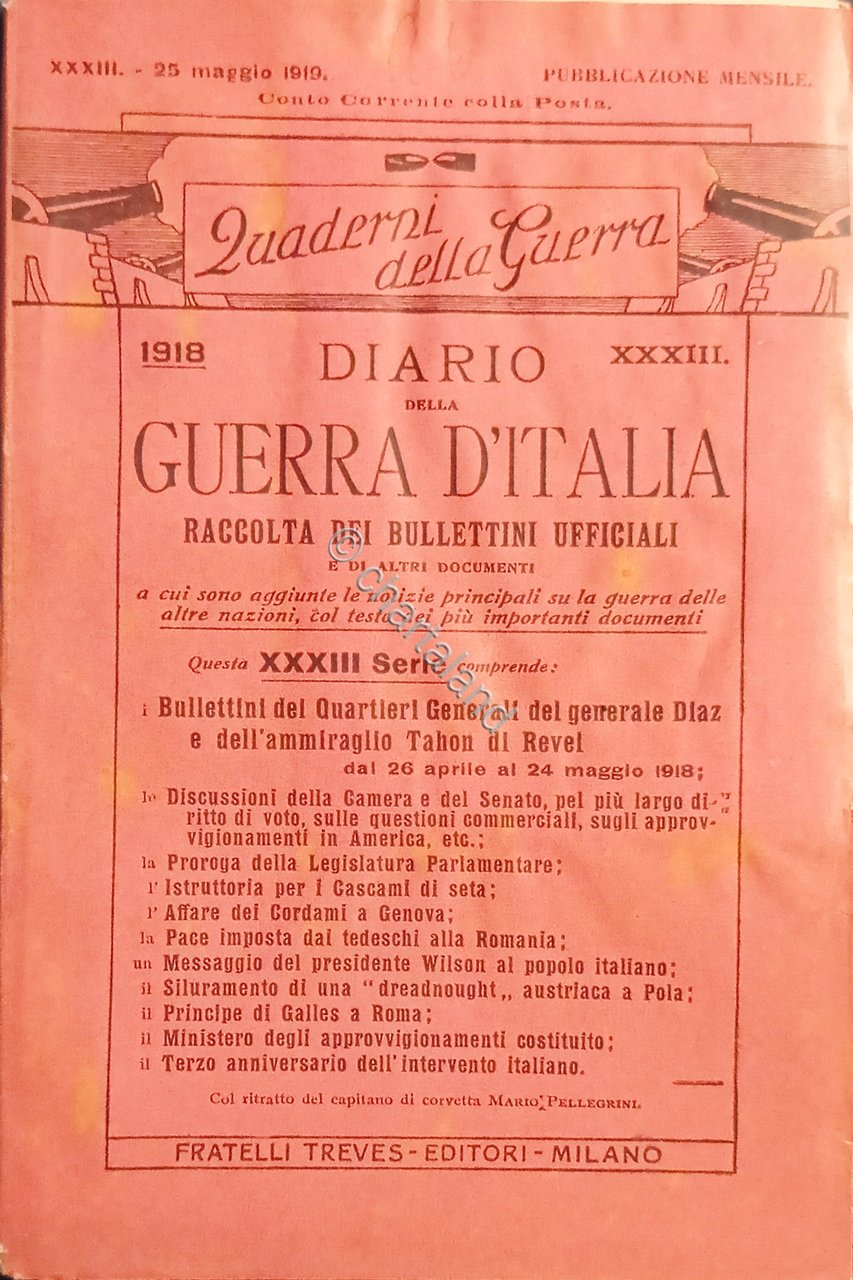 XXXIII. - 25 maggio 1919.
PUBBLICAZIONE MENSILE.
Conto Corrente colla Posta.
Quaderni
della Guerra
1918
DIARIO
XXXIII.
DELLA
GUERRA D'ITALIA
RACCOLTA DEI BULLETTINI UFFICIALI
E DI ALTRI DOCUMENTI
a cui sono aggiunte le notizie principali su la guerra delle
altre nazioni, col testo dei più importanti documenti
Questa XXXIII Serie comprende:
i Bullettini dei Quartieri Generali del generale Diaz
e dell'ammiraglio Tahon di Revel
dal 26 aprile al 24 maggio 1918;
le Discussioni della Camera e del Senato, pel più largo di-
ritto di voto, sulle questioni commerciali, sugli approv-
vigionamenti in America, etc.;
la Proroga della Legislatura Parlamentare;
l'Istruttoria per i Cascami di seta;
l'Affare dei Cordami a Genova;
la Pace imposta dai tedeschi alla Romania;
un Messaggio del presidente Wilson al popolo italiano;
il Siluramento di una "dreadnought„ austriaca a Pola;
il Principe di Galles a Roma;
il Ministero degli approvvigionamenti costituito;
il Terzo anniversario dell'intervento italiano.
Col ritratto del capitano di corvetta MARIO PELLEGRINI.
FRATELLI TREVES - EDITORI - MILANO
© chartaland